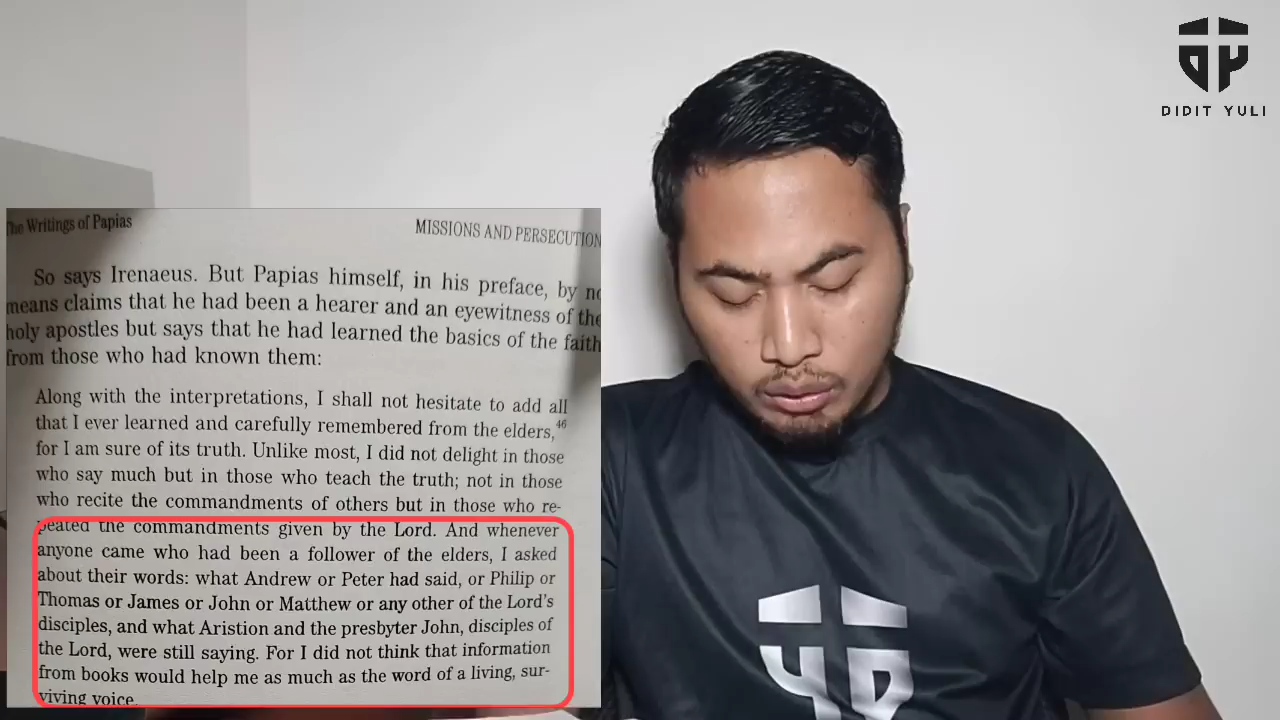 The Writings of Papias
MISSIONS AND PERSECUTION
So says Irenaeus. But Papias himself, in his preface, by no
means claims that he had been a hearer and an eyewitness of the
holy apostles but says that he had learned the basics of the faith
from those who had known them:
Along with the interpretations, I shall not hesitate to add all
that I ever learned and carefully remembered from the elders,46
for I am sure of its truth. Unlike most, I did not delight in those
who say much but in those who teach the truth; not in those
who recite the commandments of others but in those who re-
peated the commandments given by the Lord. And whenever
anyone came who had been a follower of the elders, I asked
about their words: what Andrew or Peter had said, or Philip or
Thomas or James or John or Matthew or any other of the Lord's
disciples, and what Aristion and the presbyter John, disciples of
the Lord, were still saying. For I did not think that information
from books would help me as much as the word of a living, sur-
viving voice.
DIDIT YULI